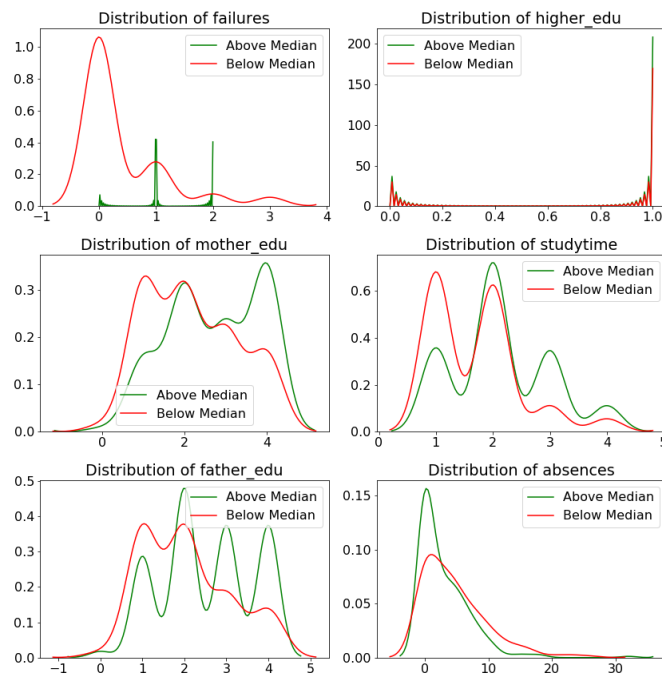 Distribution of failures
Above Median
Below Median
1.0
0.8
0.6
0.4
0.2
0.0
−1 0 1 2 3 4
Distribution of higher_edu
Above Median
Below Median
200
150
100
50
0
0.0 0.2 0.4 0.6 0.8 1.0
Distribution of mother_edu
0.3
0.2
0.1
0.0
Above Median
Below Median
0 2 4
Distribution of studytime
Above Median
Below Median
0.6
0.4
0.2
0.0
0 1 2 3 4 5
Distribution of father_edu
Above Median
Below Median
0.5
0.4
0.3
0.2
0.1
0.0
−1 0 1 2 3 4 5
Distribution of absences
Above Median
Below Median
0.15
0.10
0.05
0.00
0 10 20 30